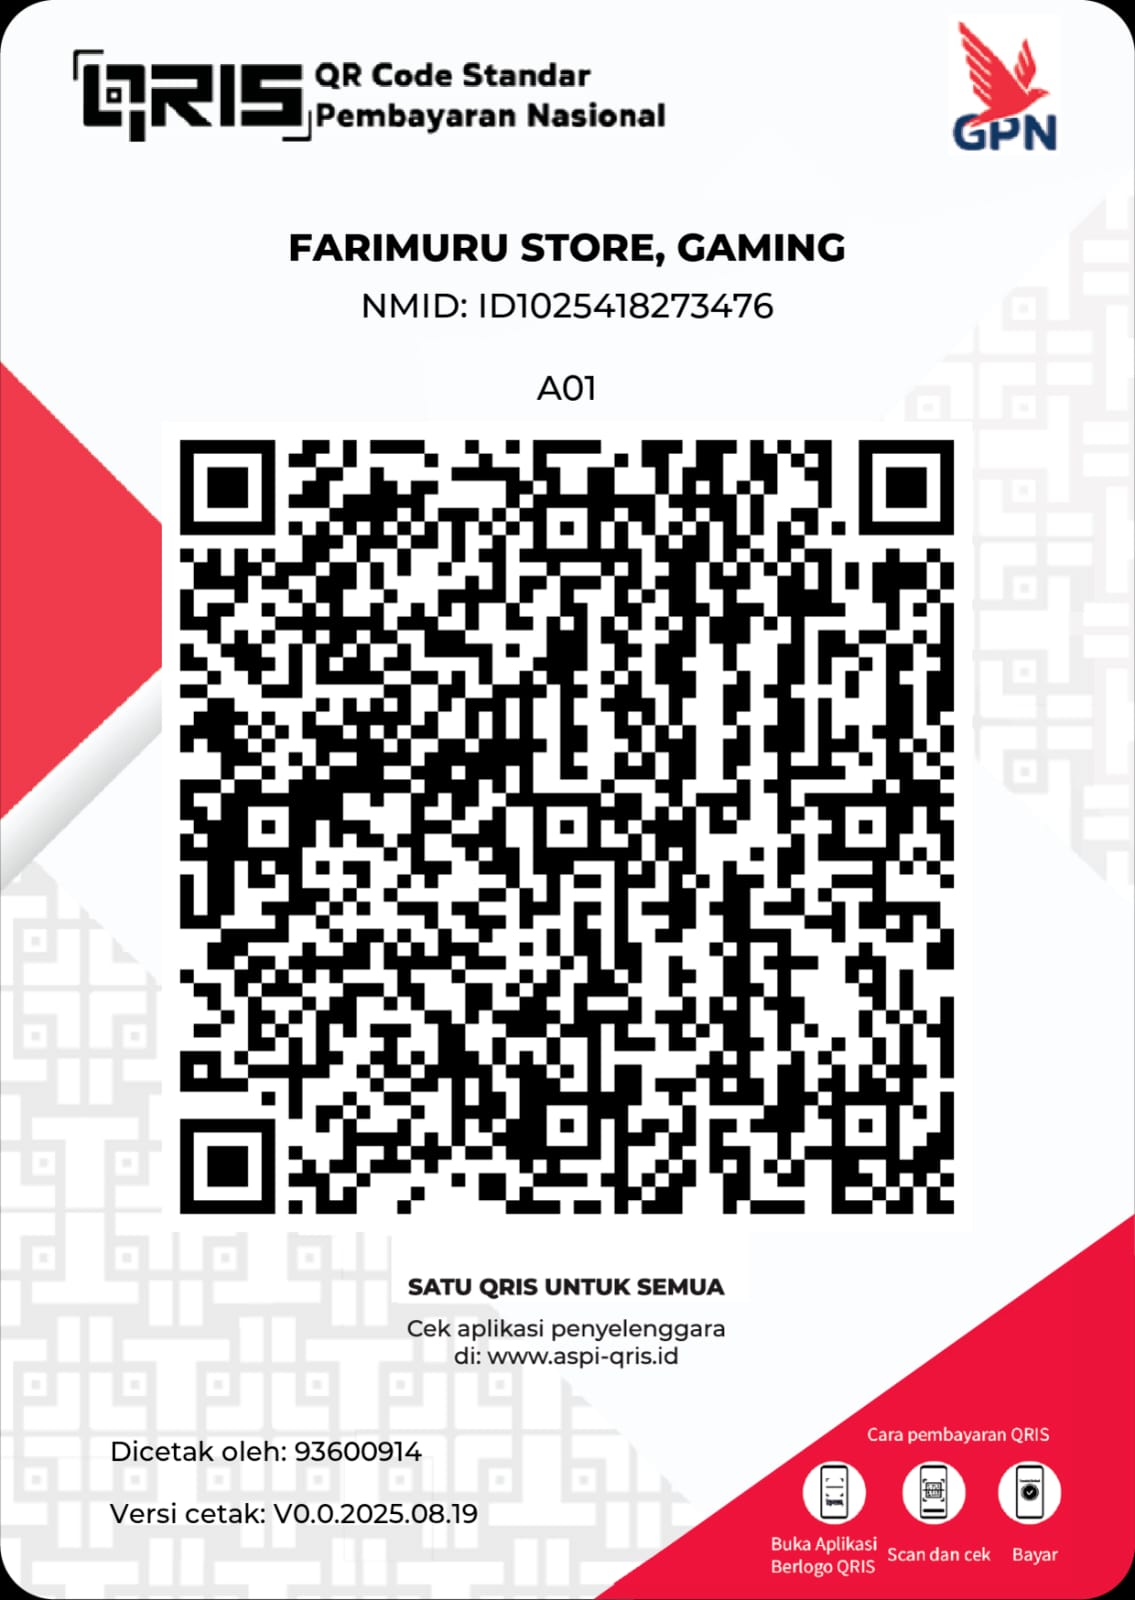 QRIS QR Code Standar
Pembayaran Nasional
GPN
FARIMURU STORE, GAMING
NMID: ID1025418273476
A01
SATU QRIS UNTUK SEMUA
Cek aplikasi penyelenggara
di: www.aspi-qris.id
Dicetak oleh: 93600914
Versi cetak: V0.0.2025.08.19
Cara pembayaran QRIS
Buka Aplikasi
Berlogo QRIS
Scan dan cek
Bayar